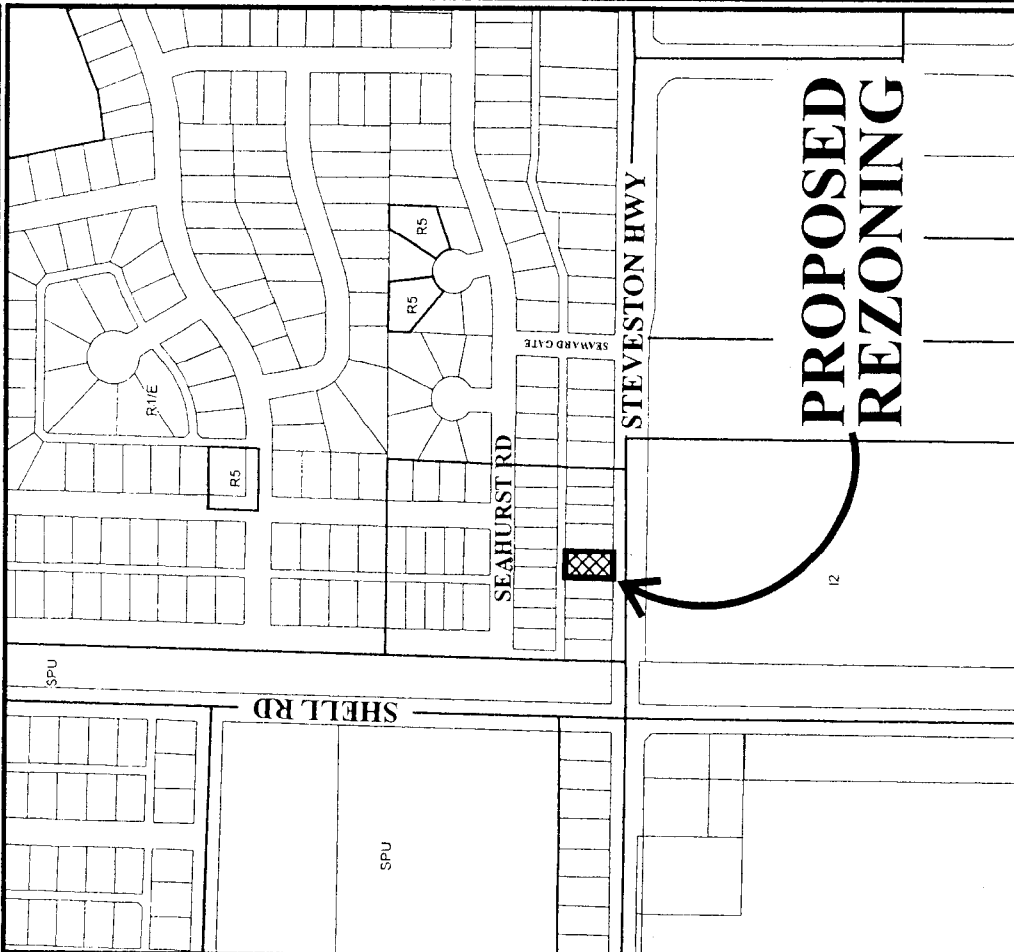 R5
R5
R1/E
SEAWARD GATE
STEVESTON HWY
PROPOSED
REZONING
R5
SEAHURST RD
I2
SPU
SHELL RD
SPU